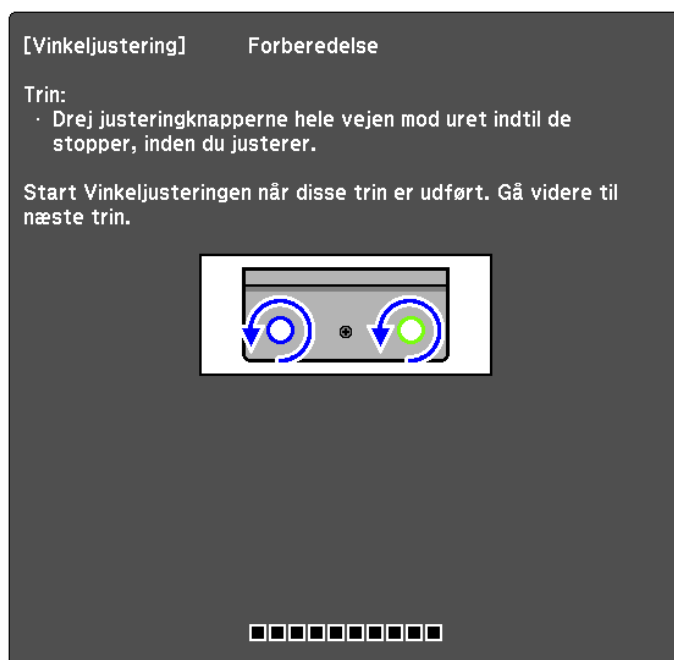 [Vinkeljustering] Forberedelse
Trin:
· Drej justeringknapperne hele vejen mod uret indtil de
stopper, inden du justerer.
Start Vinkeljusteringen når disse trin er udført. Gå videre til
næste trin.